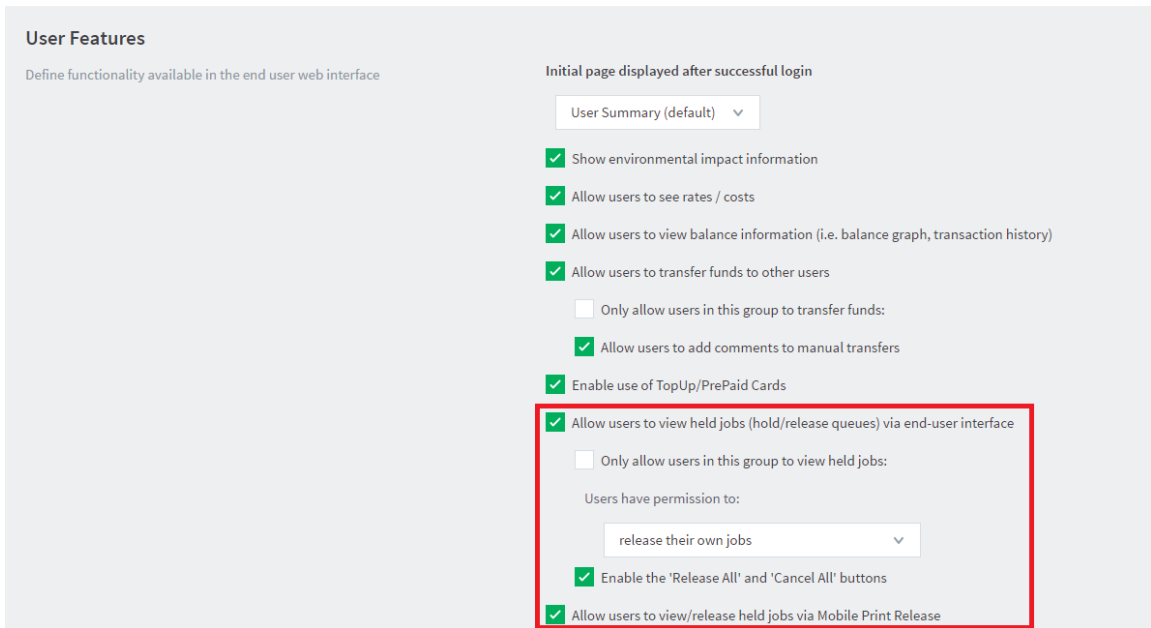 User Features
Define functionality available in the end user web interface
Initial page displayed after successful login
User Summary (default)
Show environmental impact information
Allow users to see rates / costs
Allow users to view balance information (i.e. balance graph, transaction history)
Allow users to transfer funds to other users
Only allow users in this group to transfer funds:
Allow users to add comments to manual transfers
Enable use of TopUp/PrePaid Cards
Allow users to view held jobs (hold/release queues) via end-user interface
Only allow users in this group to view held jobs:
Users have permission to:
release their own jobs
Enable the 'Release All' and 'Cancel All' buttons
Allow users to view/release held jobs via Mobile Print Release